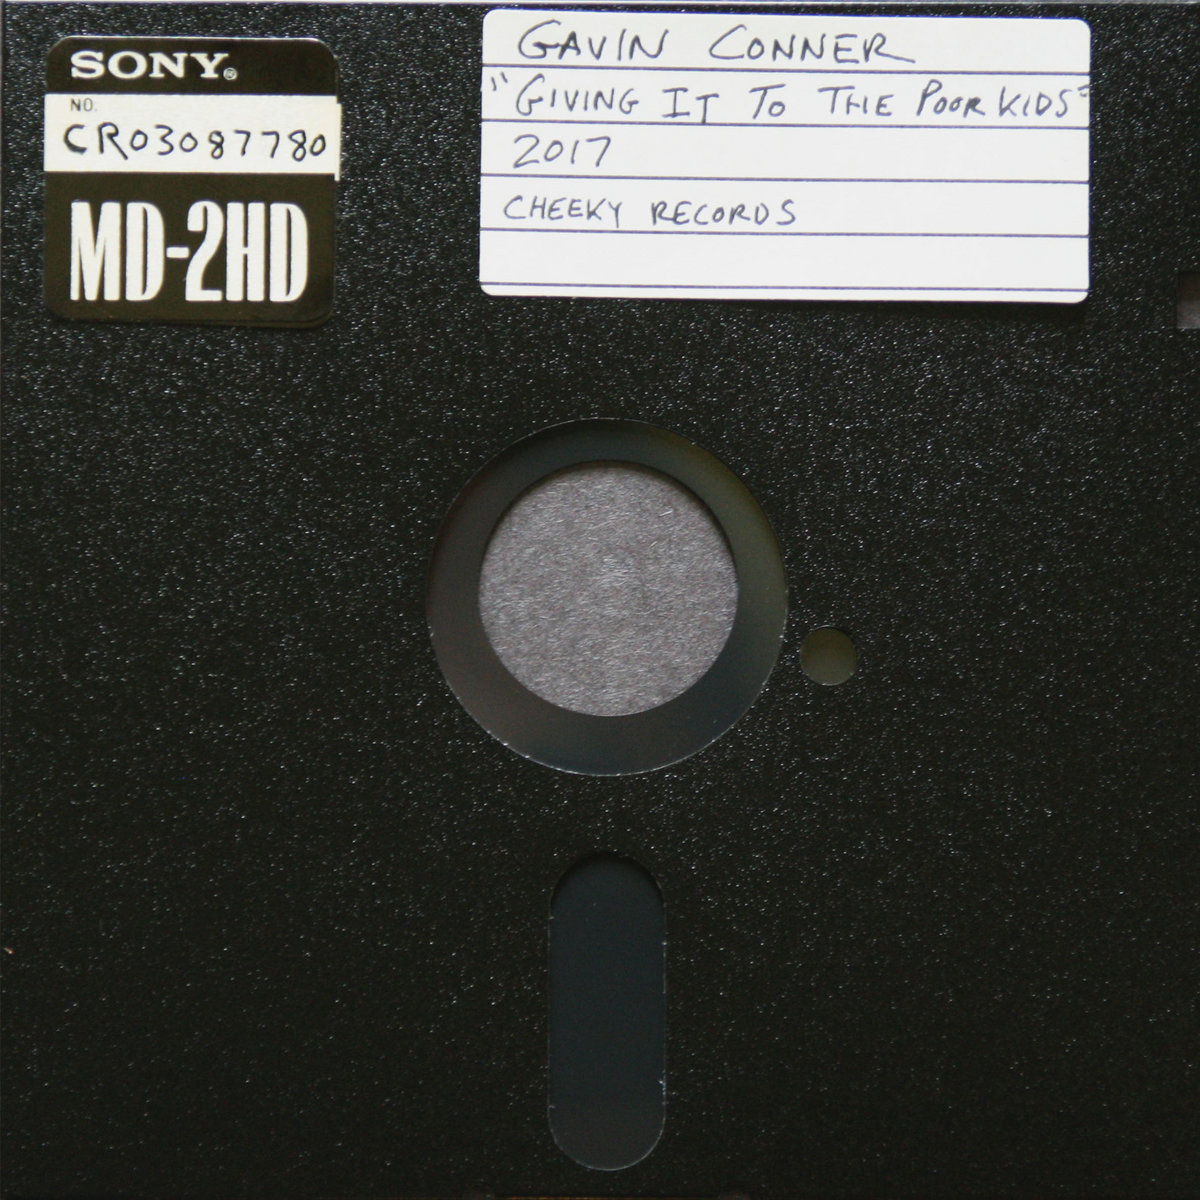 SONY®
NO.
CR03087780
MD-2HD
GAVIN CONNER
"GIVING IT TO THE POOR KIDS"
2017
CHEEKY RECORDS